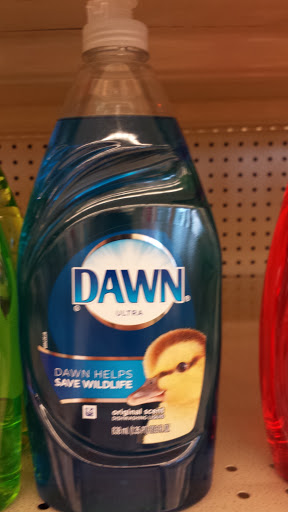 DAWN
ULTRA
DAWN HELPS
SAVE WILDLIFE
original scent